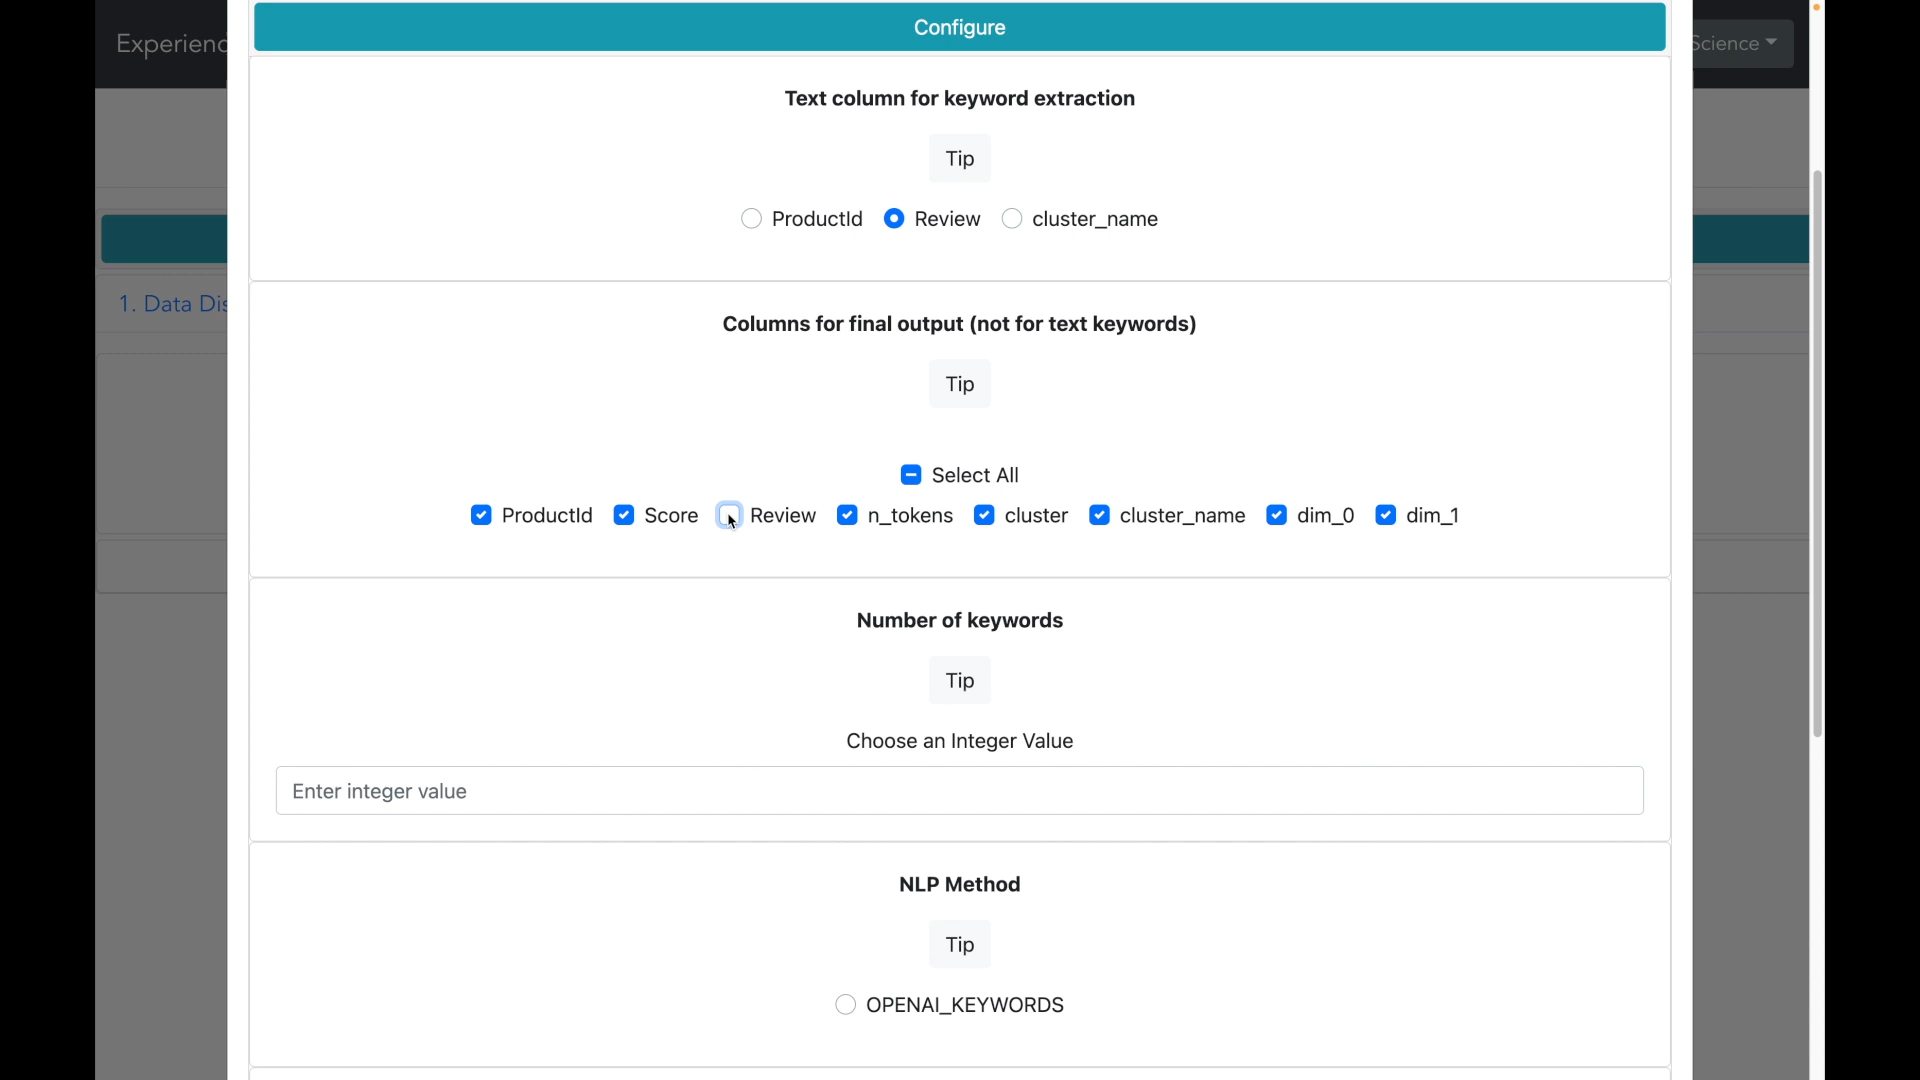 Configure
Experienc
Science
Text column for keyword extraction
Tip
ProductId Review cluster_name
1. Data Dis
Columns for final output (not for text keywords)
Tip
Select All
ProductId Score Review n_tokens cluster cluster_name dim_0 dim_1
Number of keywords
Tip
Choose an Integer Value
Enter integer value
NLP Method
Tip
OPENAI_KEYWORDS